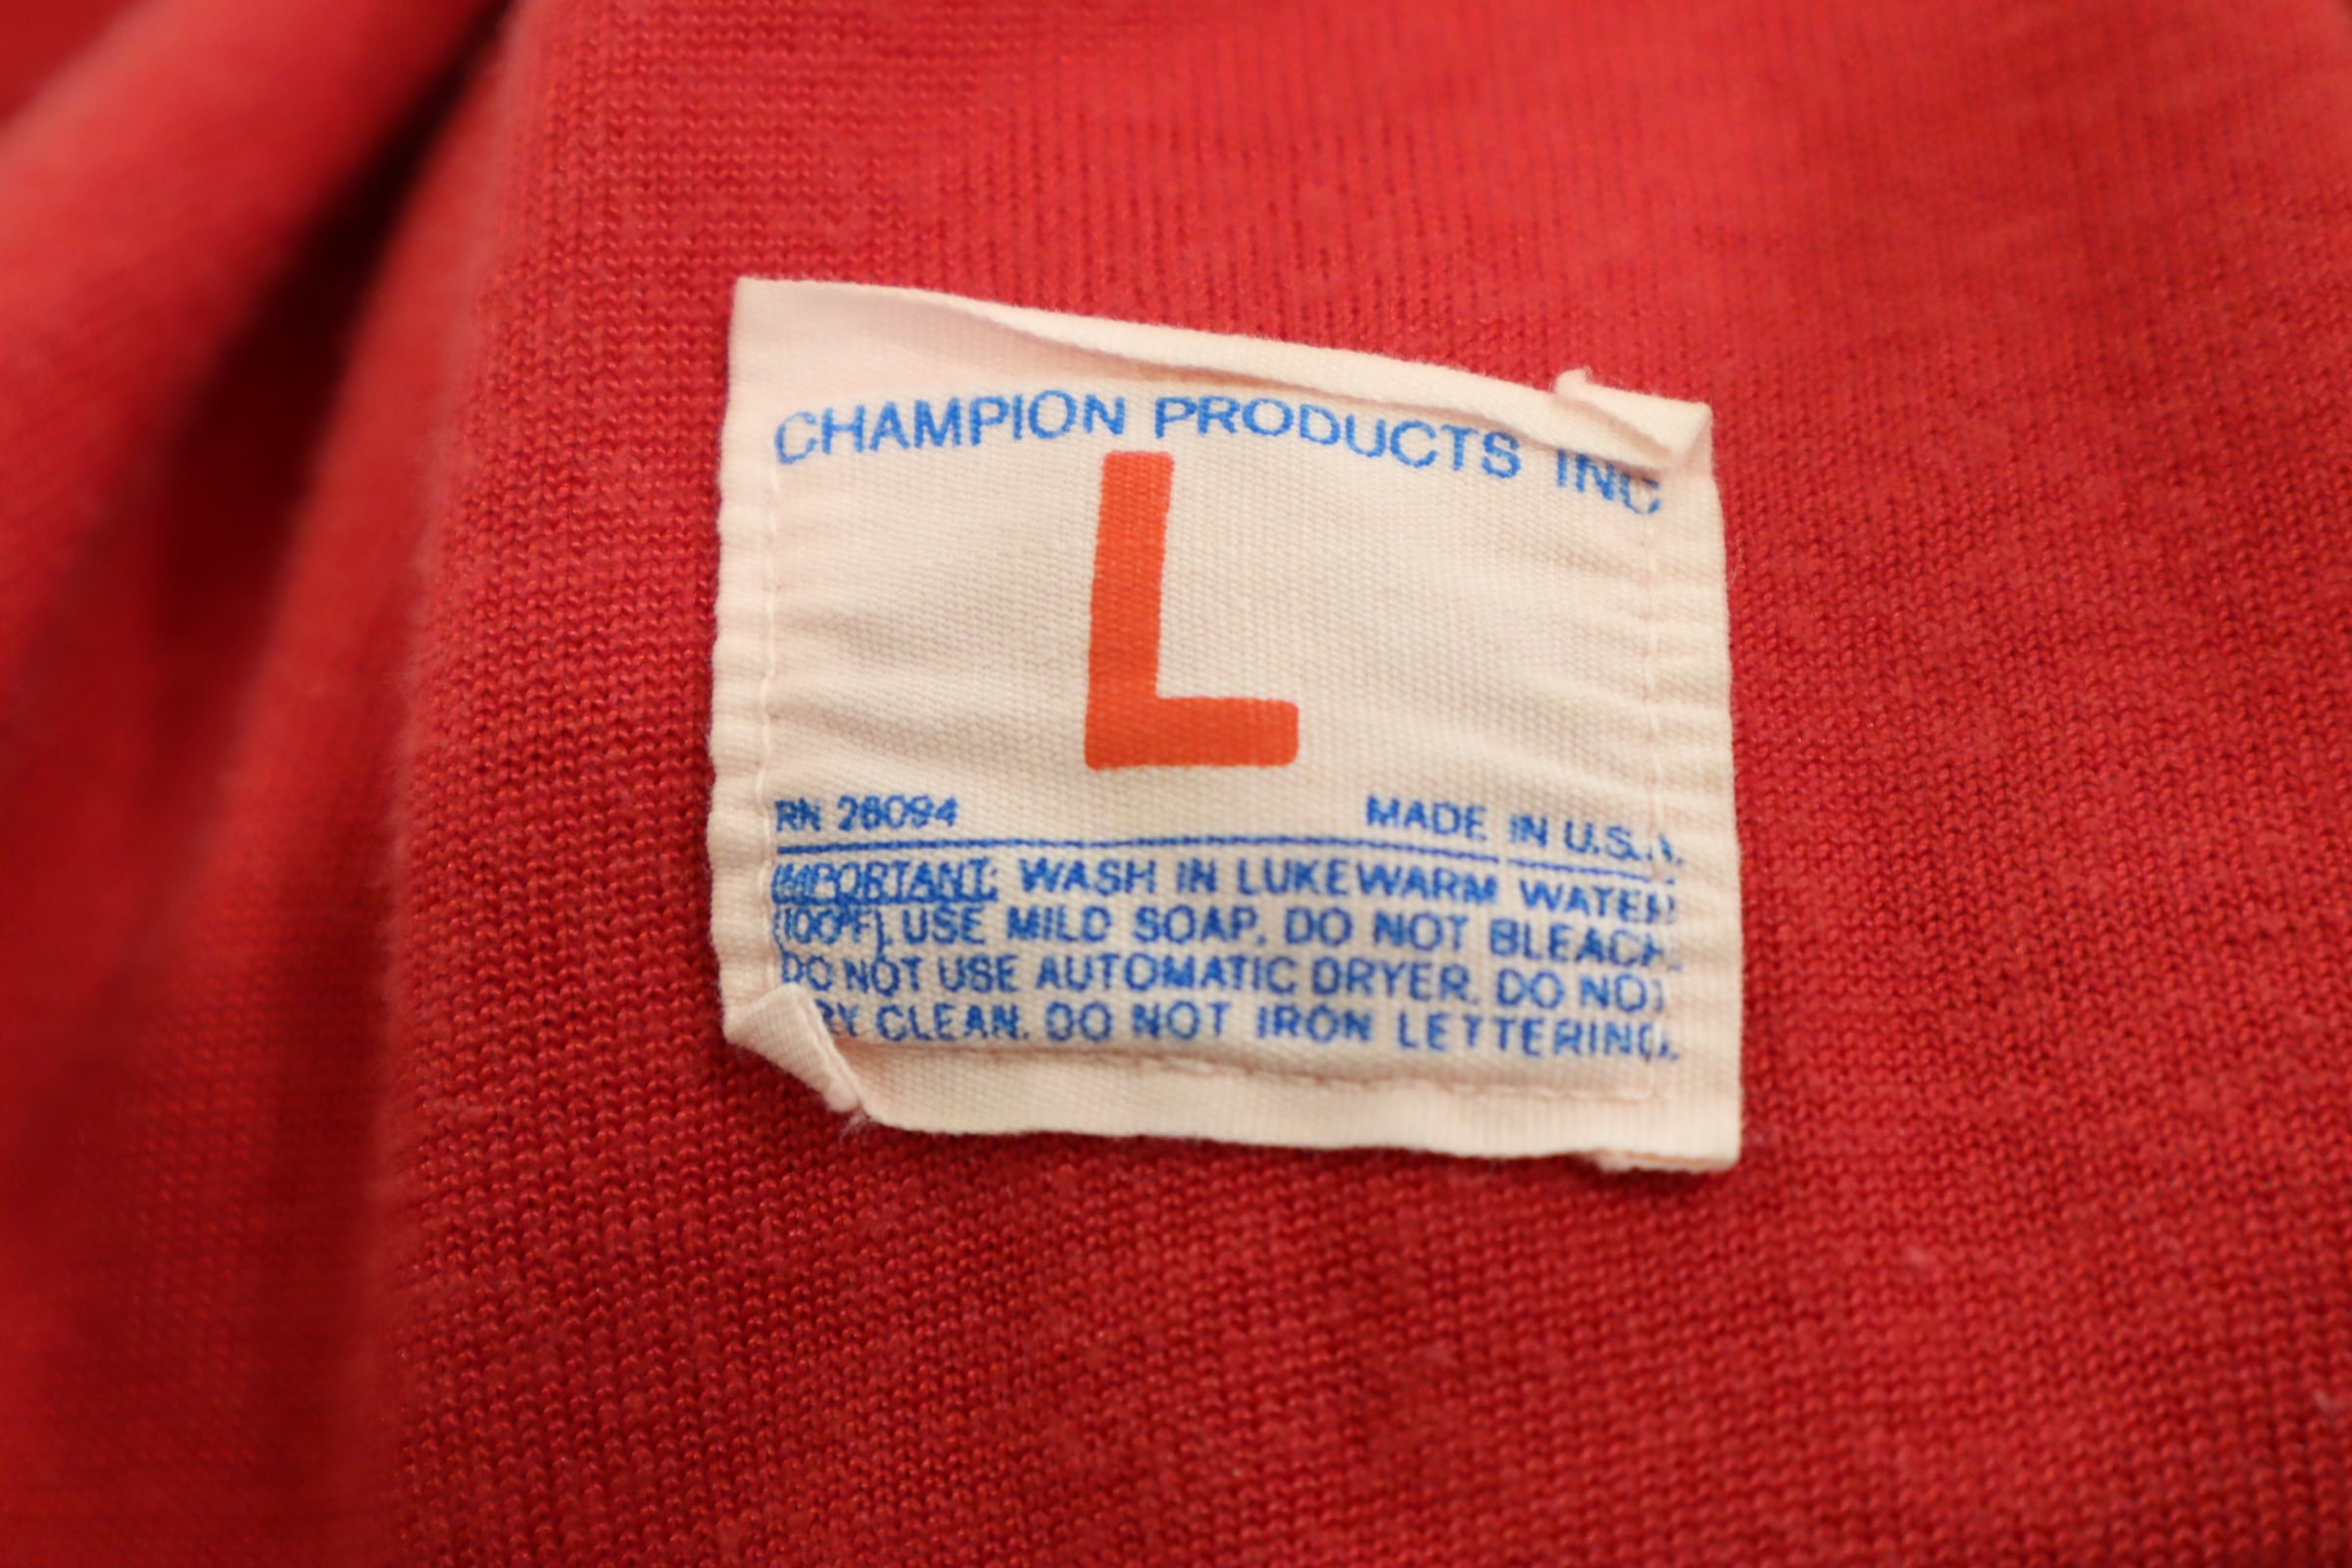 CHAMPION PRODUCTS INC
L
RN 26094 MADE IN U.S.A.
IMPORTANT: WASH IN LUKEWARM WATER
(100°F). USE MILD SOAP. DO NOT BLEACH.
DO NOT USE AUTOMATIC DRYER. DO NOT
DRY CLEAN. DO NOT IRON LETTERING.